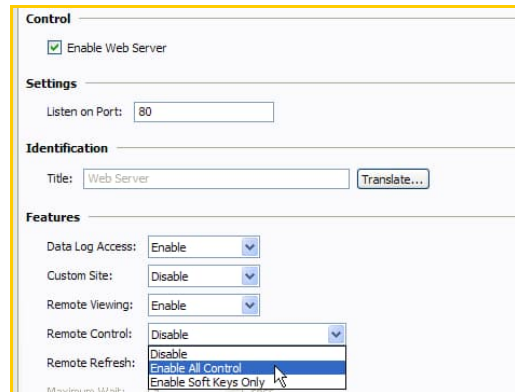 Control
Enable Web Server
Settings
Listen on Port: 80
Identification
Title: Web Server Translate...
Features
Data Log Access: Enable
Custom Site: Disable
Remote Viewing: Enable
Remote Control: Disable
Disable
Remote Refresh: Enable All Control
Enable Soft Keys Only
Maximum Wait: